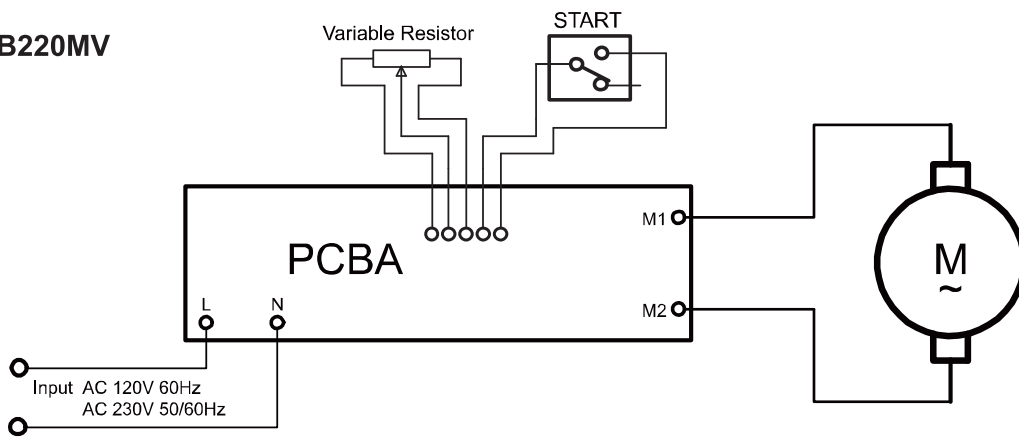 B220MV
Variable Resistor
START
M1
PCBA
M
~
L
N
M2
Input AC 120V 60Hz
AC 230V 50/60Hz